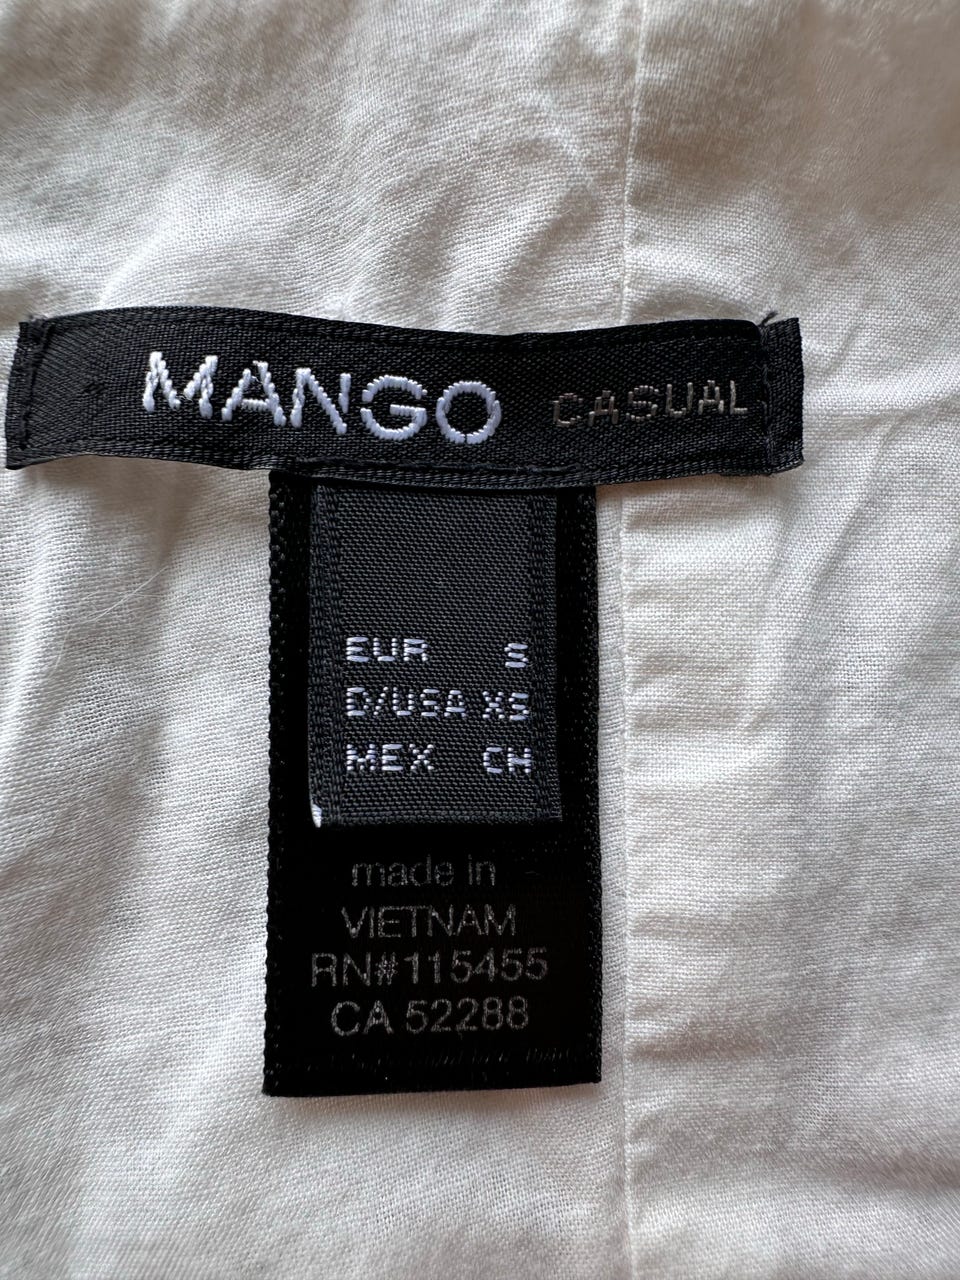 MANGO CASUAL
EUR S
D/USA XS
MEX CH
made in
VIETNAM
RN#115455
CA 52288